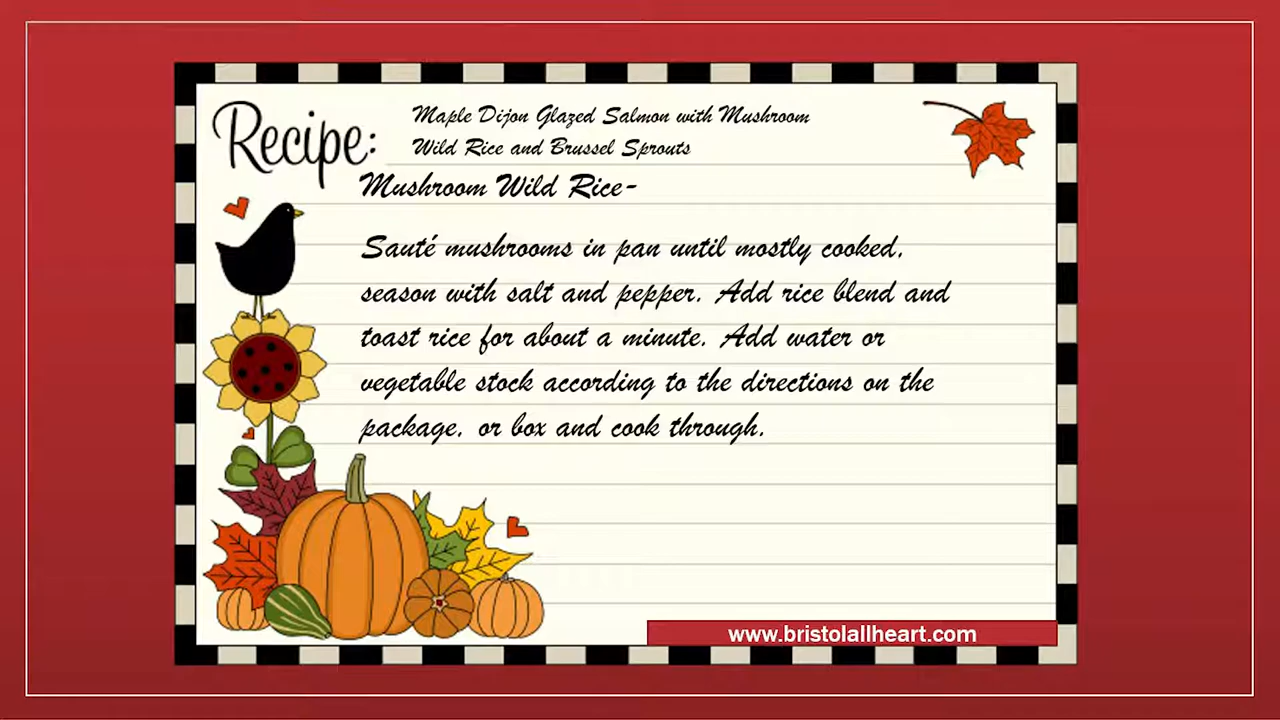 Recipe:
Maple Dijon Glazed Salmon with Mushroom
Wild Rice and Brussel Sprouts
Mushroom Wild Rice-
Sauté mushrooms in pan until mostly cooked,
season with salt and pepper. Add rice blend and
toast rice for about a minute. Add water or
vegetable stock according to the directions on the
package, or box and cook through.
www.bristolallheart.com